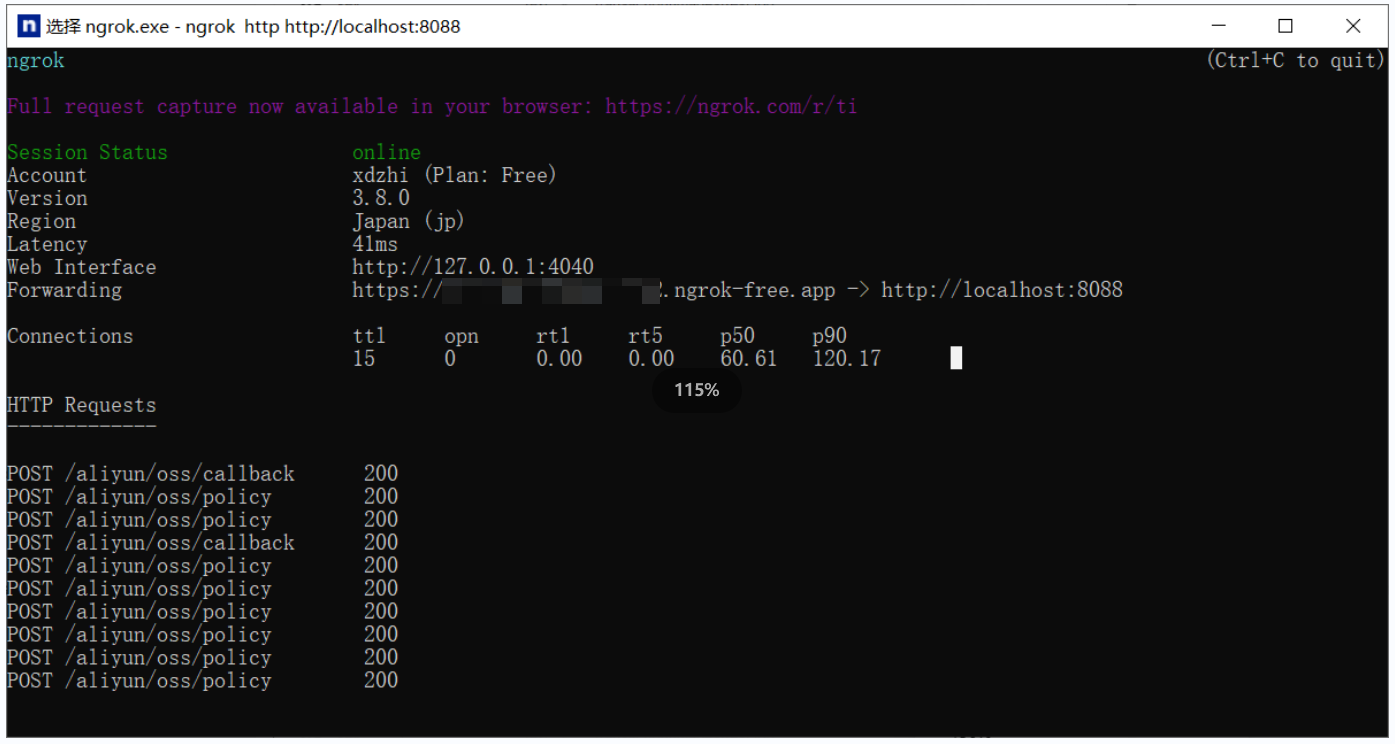 选择 ngrok.exe - ngrok http http://localhost:8088
ngrok (Ctrl+C to quit)
Full request capture now available in your browser: https://ngrok.com/r/ti
Session Status online
Account xdzhi (Plan: Free)
Version 3.8.0
Region Japan (jp)
Latency 41ms
Web Interface http://127.0.0.1:4040
Forwarding https:// .ngrok-free.app -> http://localhost:8088
Connections ttl opn rt1 rt5 p50 p90
15 0 0.00 0.00 60.61 120.17
115%
HTTP Requests
-------------
POST /aliyun/oss/callback 200
POST /aliyun/oss/policy 200
POST /aliyun/oss/policy 200
POST /aliyun/oss/callback 200
POST /aliyun/oss/policy 200
POST /aliyun/oss/policy 200
POST /aliyun/oss/policy 200
POST /aliyun/oss/policy 200
POST /aliyun/oss/policy 200
POST /aliyun/oss/policy 200